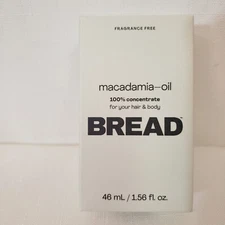 FRAGRANCE FREE
macadamia–oil
100% concentrate
for your hair & body
BREAD
46 mL / 1.56 fl. oz.